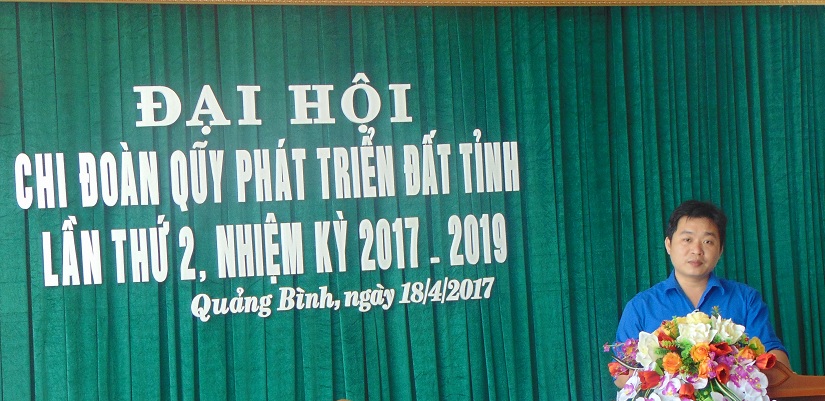 ĐẠI HỘI
CHI ĐOÀN QŨY PHÁT TRIỂN ĐẤT TỈNH
LẦN THỨ 2, NHIỆM KỲ 2017 - 2019
Quảng Bình, ngày 18/4/2017